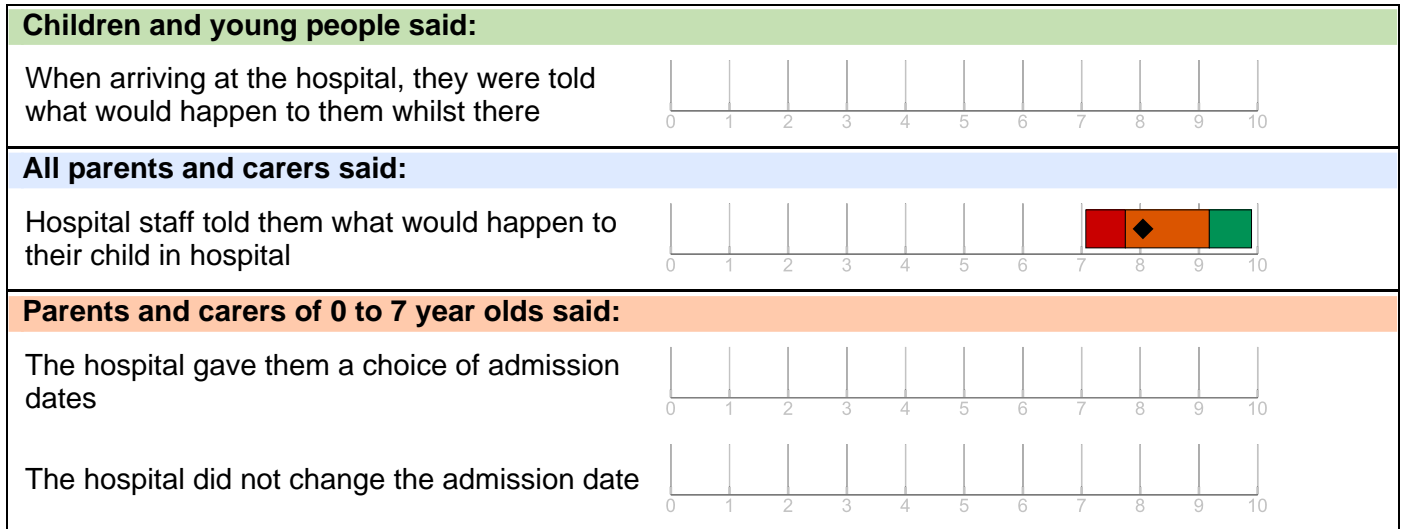 Children and young people said:
When arriving at the hospital, they were told
what would happen to them whilst there
0 1 2 3 4 5 6 7 8 9 10
All parents and carers said:
Hospital staff told them what would happen to
their child in hospital
0 1 2 3 4 5 6 7 8 9 10
Parents and carers of 0 to 7 year olds said:
The hospital gave them a choice of admission
dates
0 1 2 3 4 5 6 7 8 9 10
The hospital did not change the admission date
0 1 2 3 4 5 6 7 8 9 10